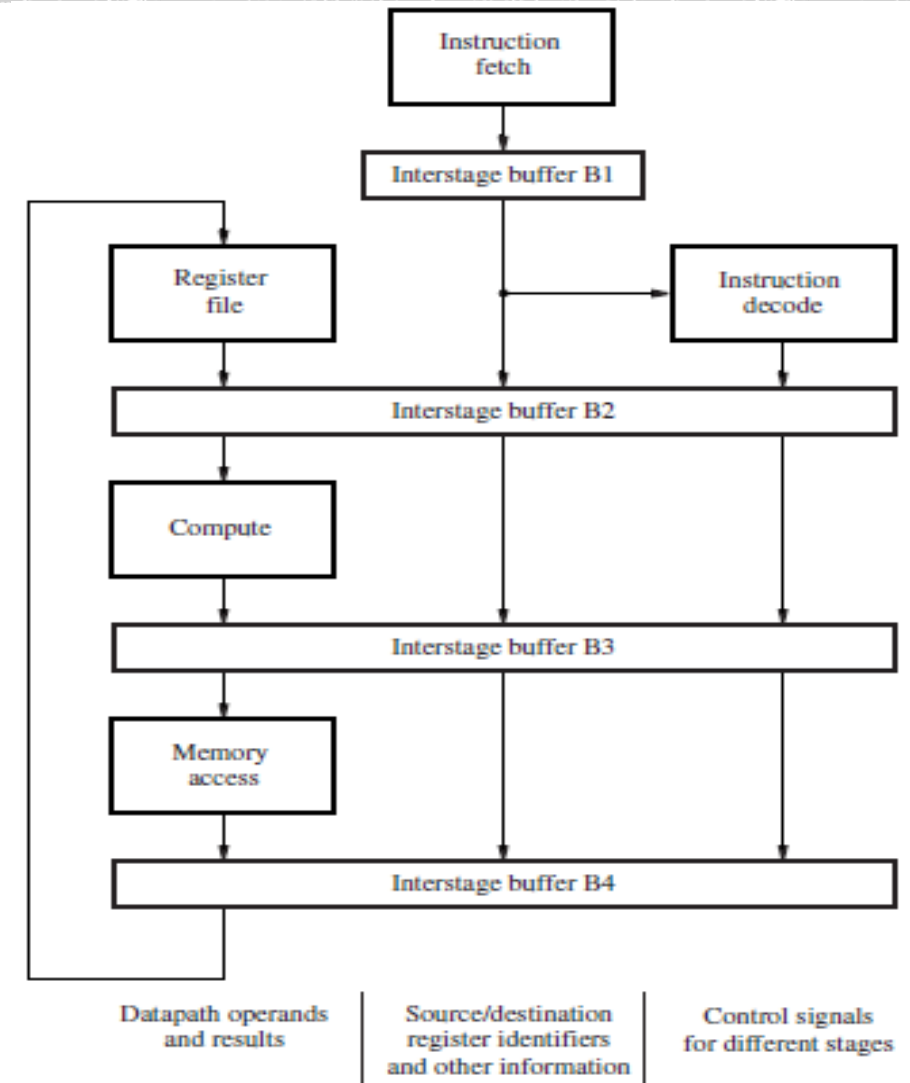 Instruction
fetch
Interstage buffer B1
Register
file
Instruction
decode
Interstage buffer B2
Compute
Interstage buffer B3
Memory
access
Interstage buffer B4
Datapath operands
and results
Source/destination
register identifiers
and other information
Control signals
for different stages